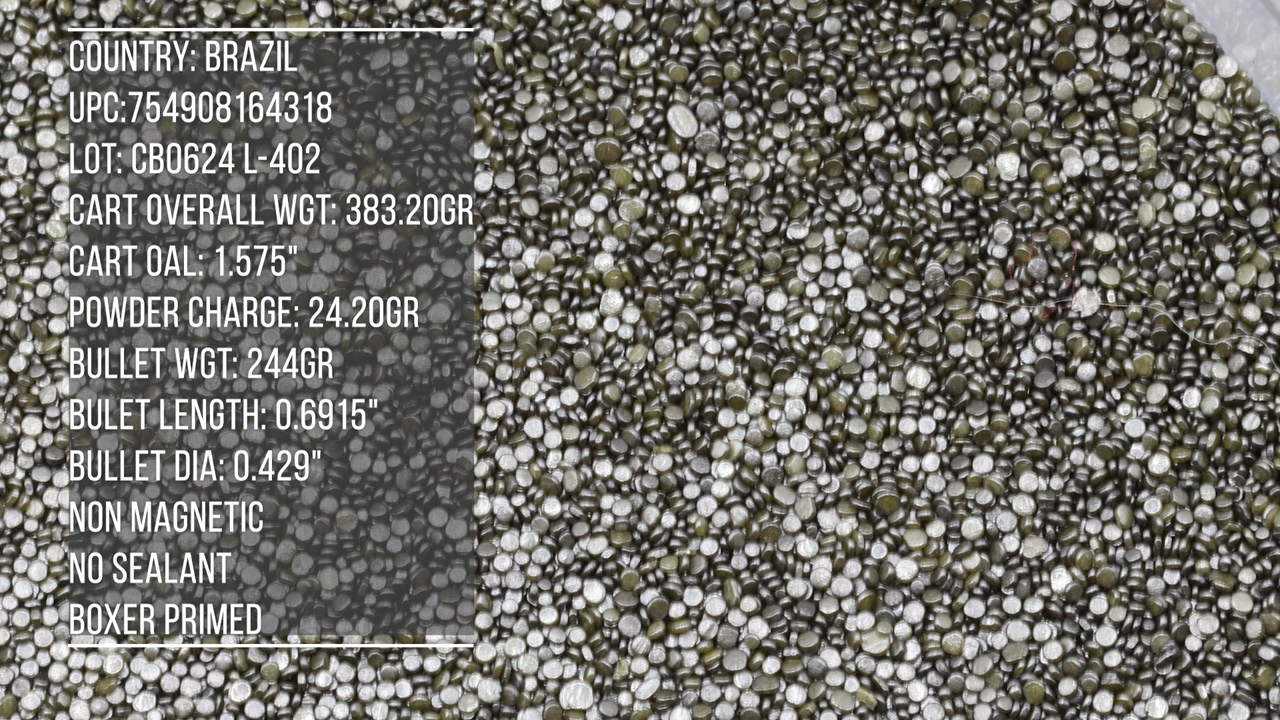 COUNTRY: BRAZIL
UPC:754908164318
LOT: CB0624 L-402
CART OVERALL WGT: 383.20GR
CART OAL: 1.575"
POWDER CHARGE: 24.20GR
BULLET WGT: 244GR
BULET LENGTH: 0.6915"
BULLET DIA: 0.429"
NON MAGNETIC
NO SEALANT
BOXER PRIMED